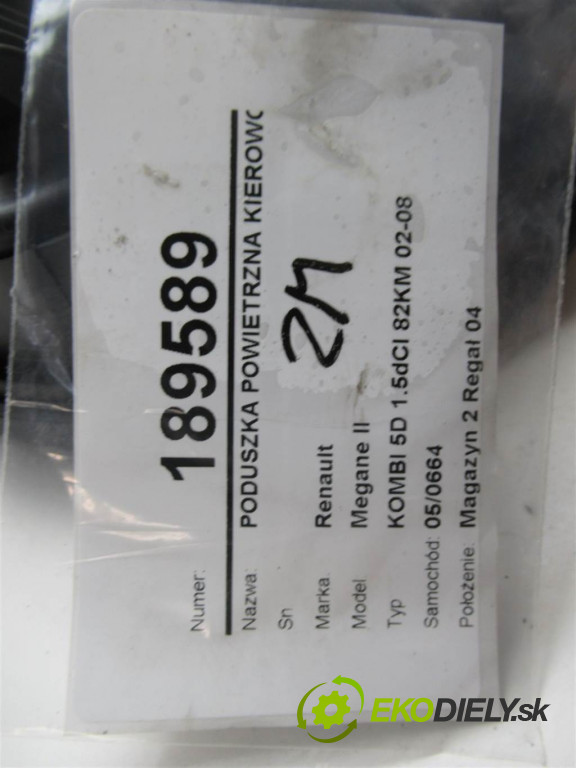 Numer: 189589
Nazwa: PODUSZKA POWIETRZNA KIEROWC
Sn
Marka Renault
Model Megane II
Typ KOMBI 5D 1.5dCI 82KM 02-08
Samochód: 05/0664
Położenie: Magazyn 2 Regał 04
EKODIELY.sk